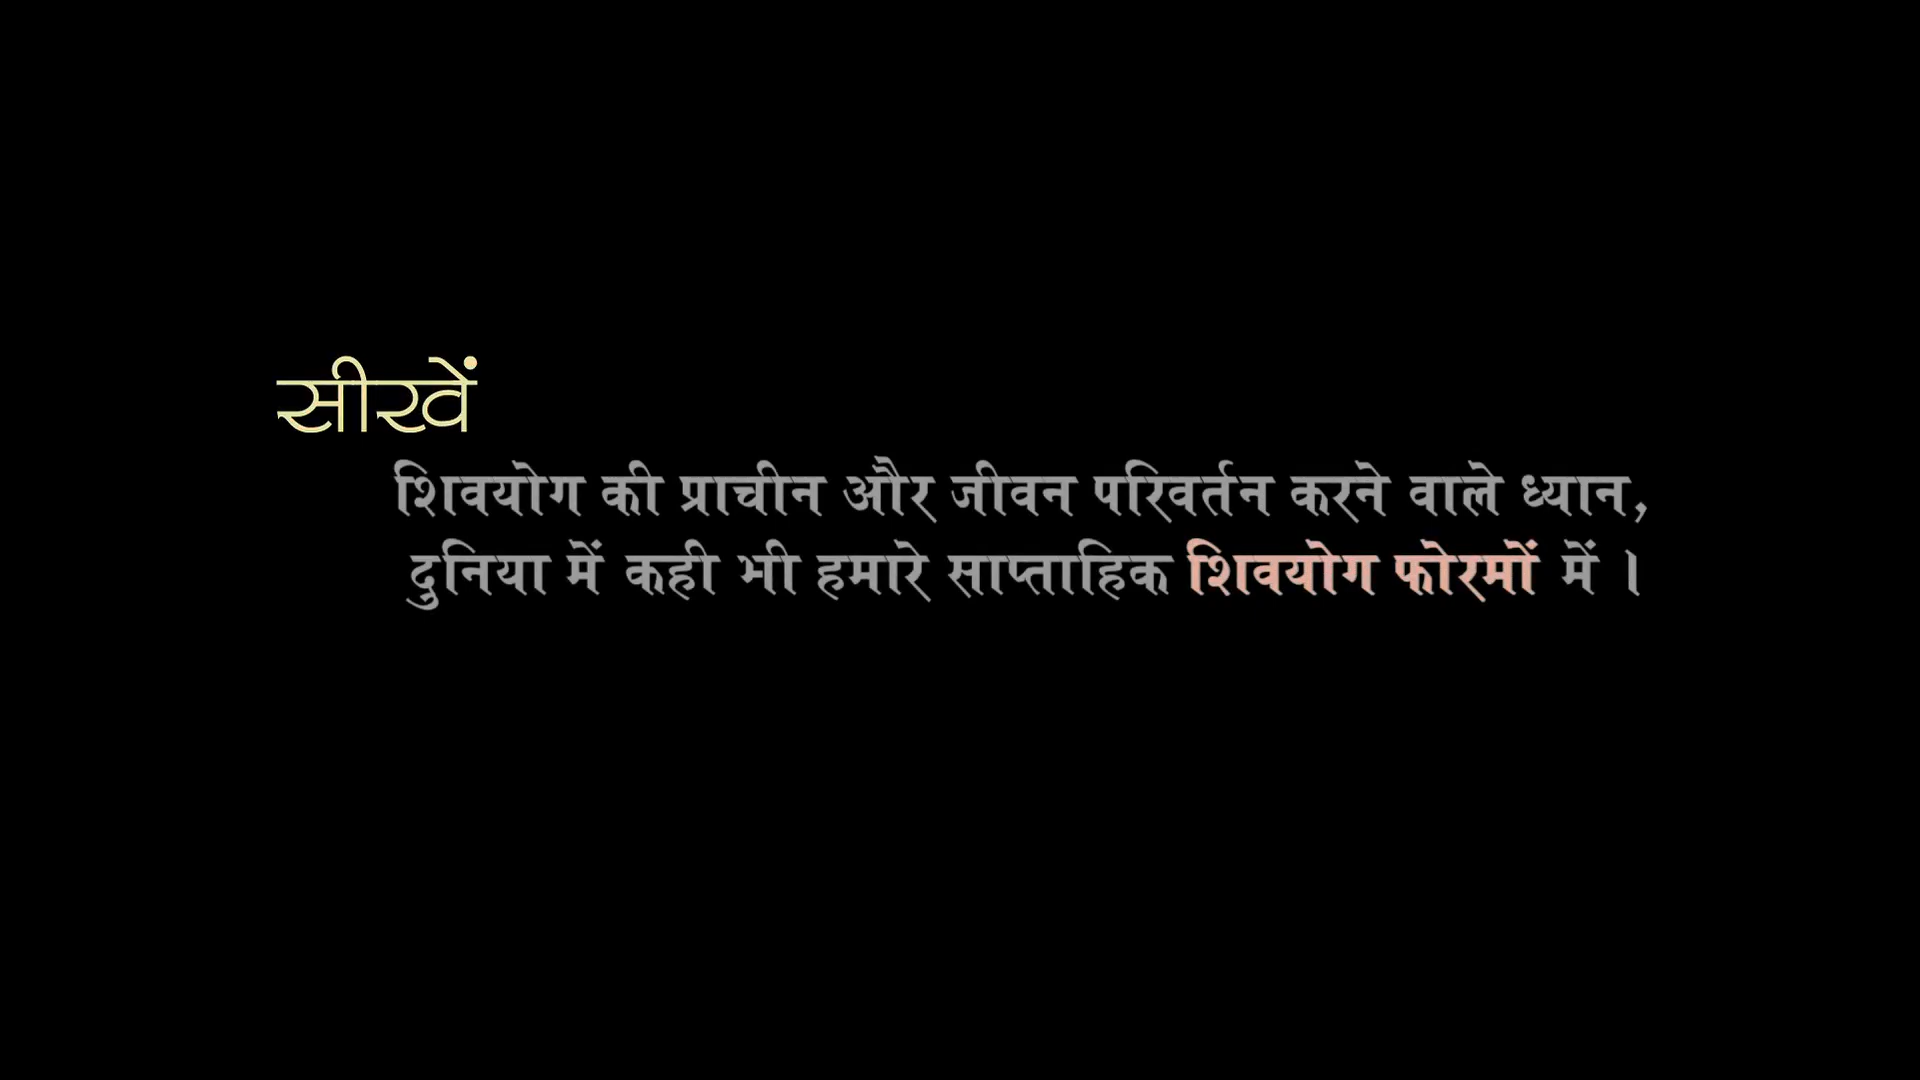 सीखें
शिवयोग की प्राचीन और जीवन परिवर्तन करने वाले ध्यान,
दुनिया में कही भी हमारे साप्ताहिक शिवयोग फोरमों में ।